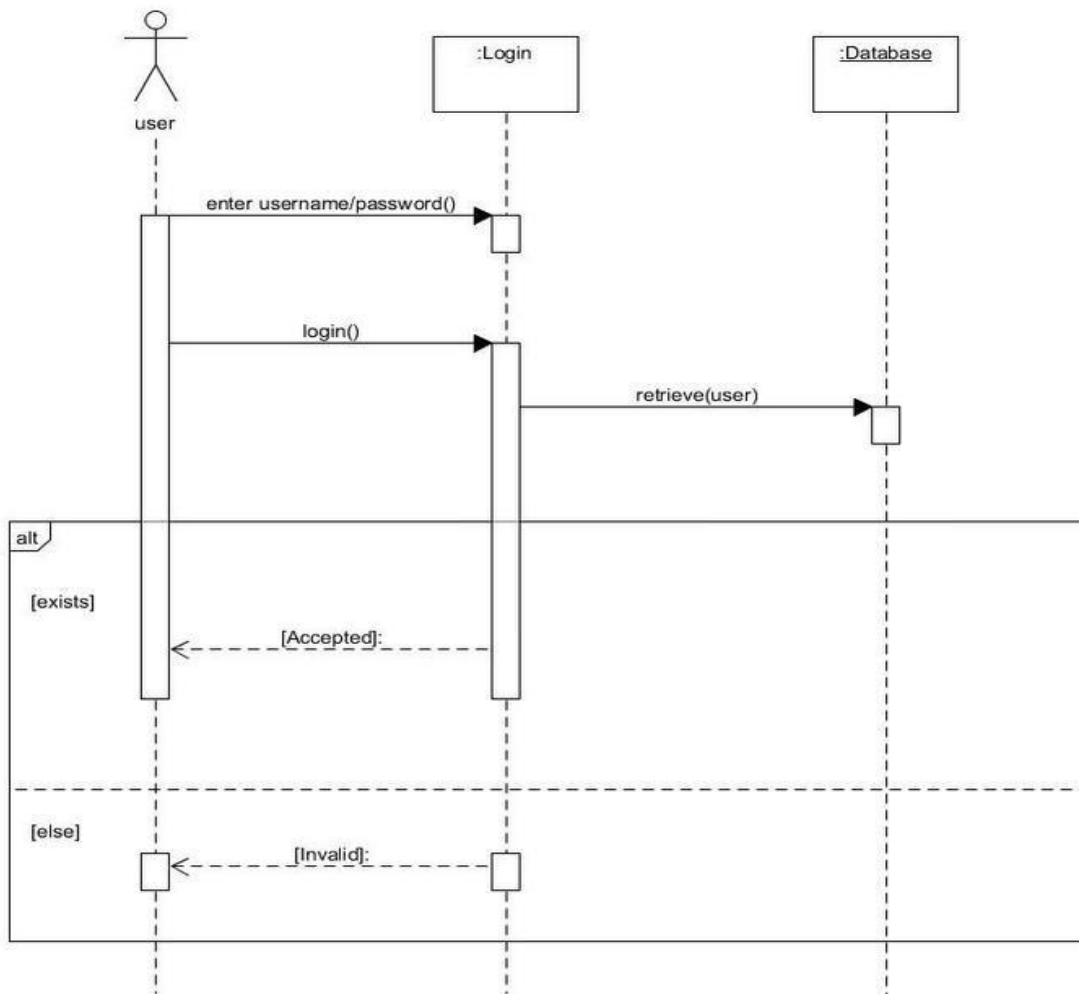 :Login
:Database
user
enter username/password()
login()
retrieve(user)
alt
[exists]
[Accepted]:
[else]
[Invalid]: